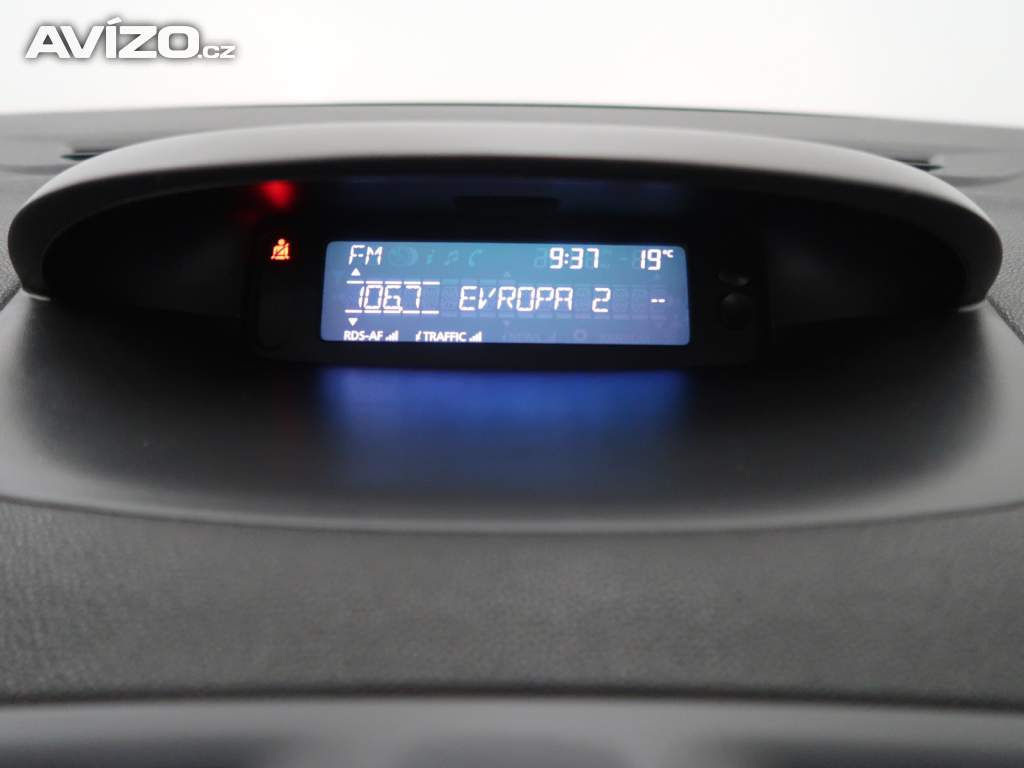 AVÍZO.cz
FM 9:37 19°C
106.7 EVROPA 2 --
RDS-AF i TRAFFIC